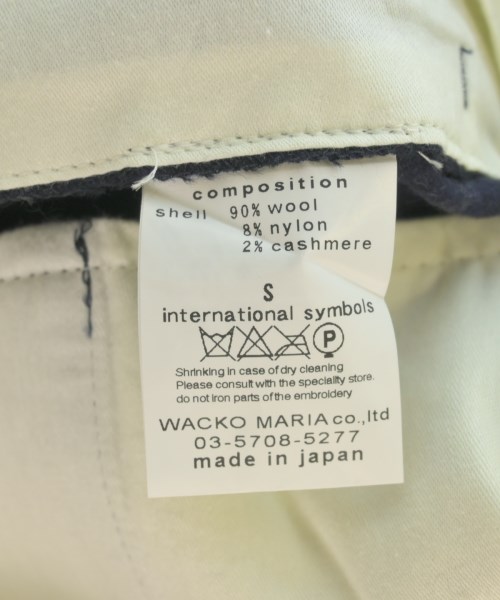 composition
shell 90% wool
8% nylon
2% cashmere
S
international symbols
P
Shrinking in case of dry cleaning
Please consult with the speciality store.
do not iron parts of the embroidery
WACKO MARIA co.,ltd
03-5708-5277
made in japan